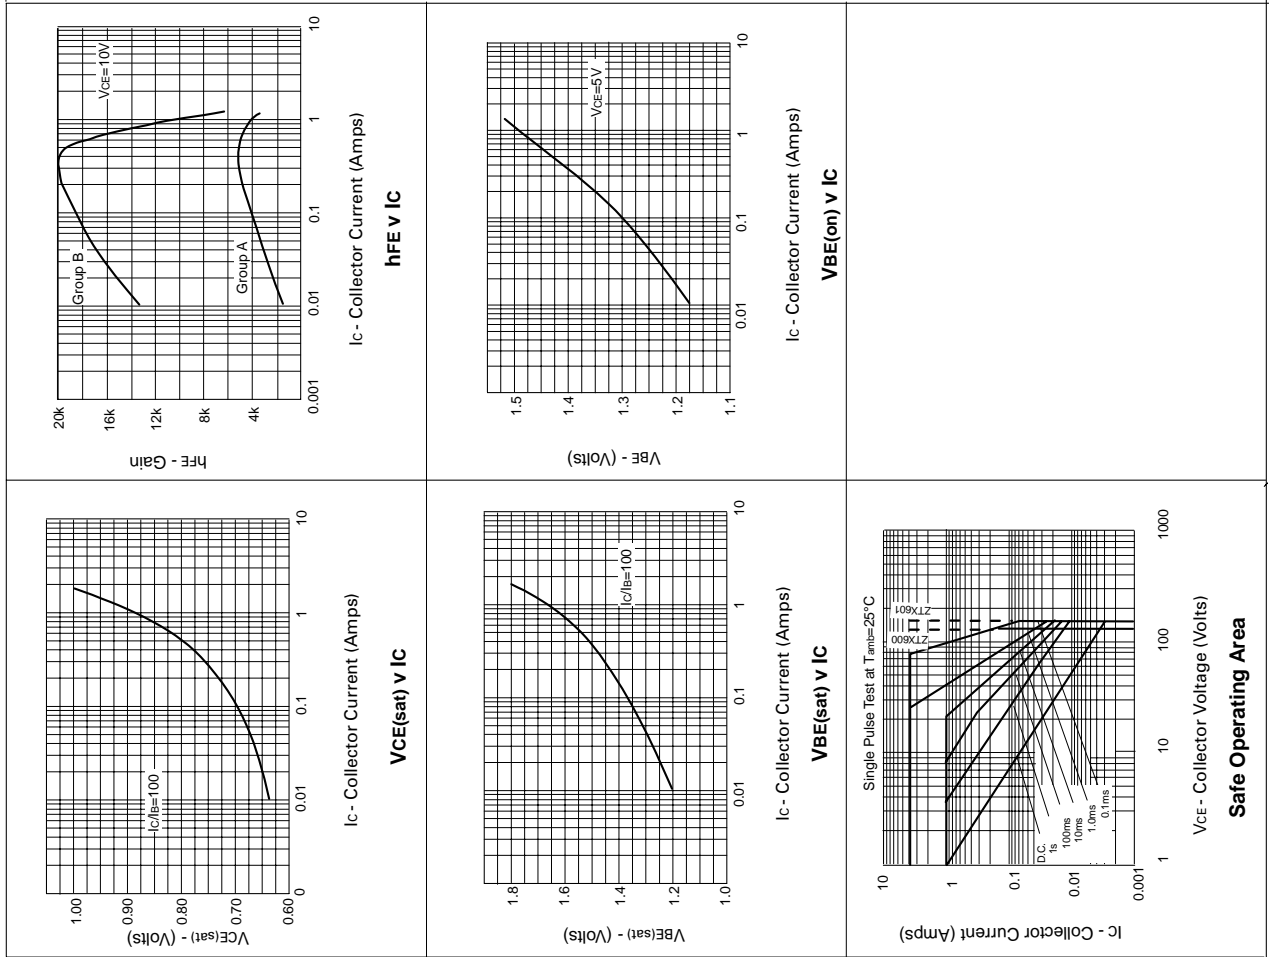 VCE(sat) - (Volts)
1.00
0.90
0.80
0.70
0.60
0
0.01
0.1
1
10
IC/IB=100
IC - Collector Current (Amps)
VCE(sat) v IC
hFE - Gain
20k
16k
12k
8k
4k
0.001
0.01
0.1
1
10
VCE=10V
Group B
Group A
IC - Collector Current (Amps)
hFE v IC
VBE(sat) - (Volts)
1.8
1.6
1.4
1.2
1.0
0.01
0.1
1
10
IC/IB=100
IC - Collector Current (Amps)
VBE(sat) v IC
VBE - (Volts)
1.5
1.4
1.3
1.2
1.1
0.01
0.1
1
10
VCE=5V
IC - Collector Current (Amps)
VBE(on) v IC
IC - Collector Current (Amps)
Single Pulse Test at Tamb=25°C
10
1
0.1
0.01
0.001
1
10
100
1000
ZTX600
ZTX601
D.C.
1s
100ms
10ms
1.0ms
0.1ms
VCE - Collector Voltage (Volts)
Safe Operating Area